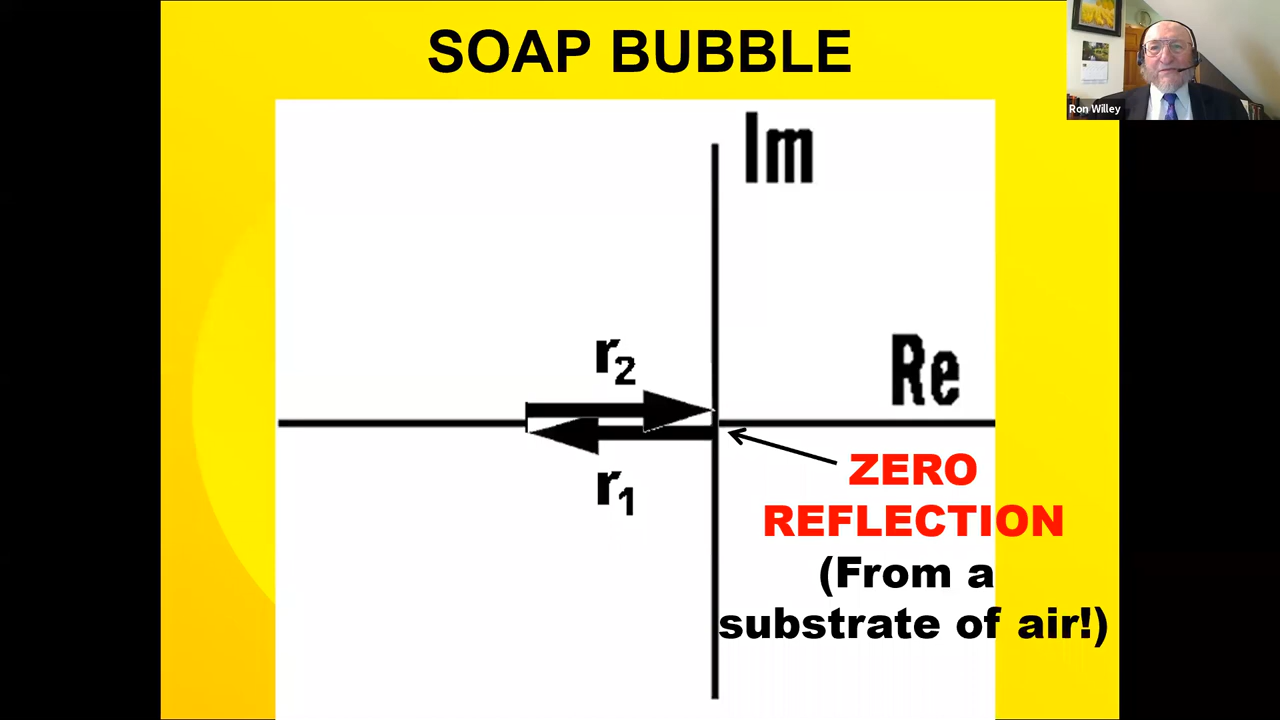 SOAP BUBBLE
Ron Willey
Im
Re
r2
r1
ZERO
REFLECTION
(From a
substrate of air!)